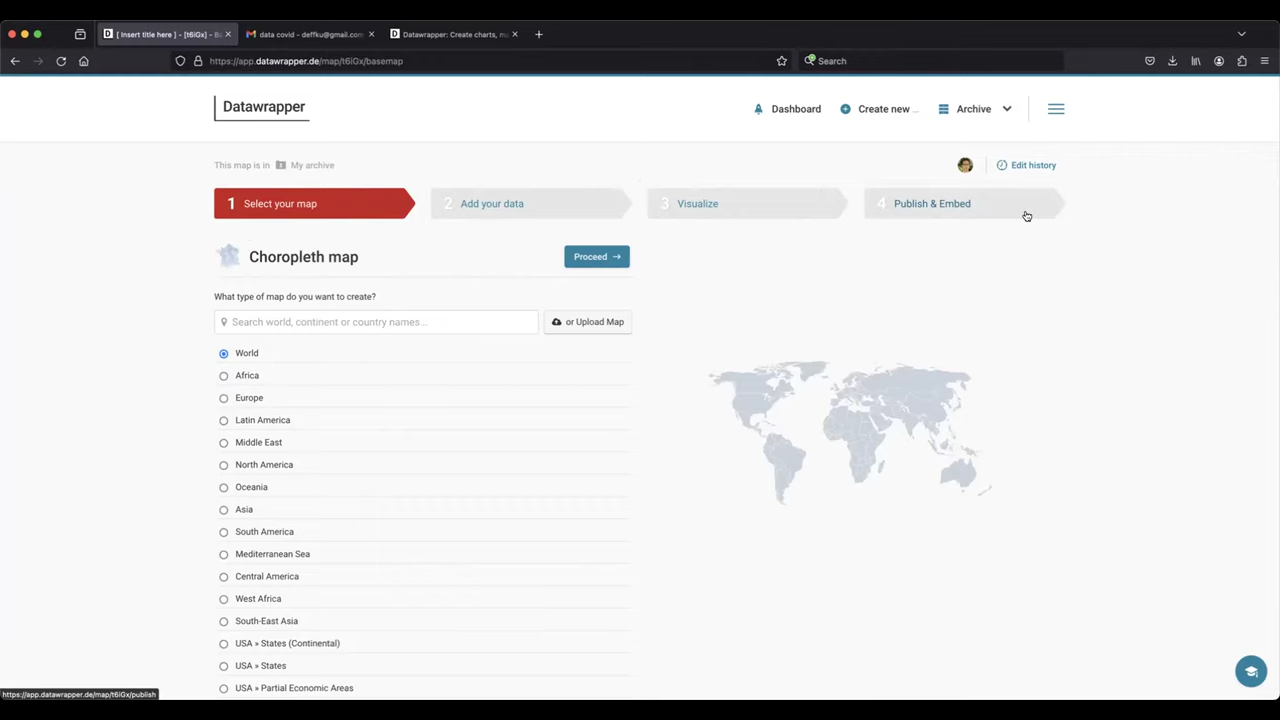 [ Insert title here ] - [t6iGx] – Ba
data covid - deffku@gmail.com
Datawrapper: Create charts, ma
https://app.datawrapper.de/map/t6iGx/basemap
Search
Datawrapper
Dashboard
Create new ...
Archive
This map is in My archive
Edit history
1 Select your map
2 Add your data
3 Visualize
4 Publish & Embed
Choropleth map
Proceed →
What type of map do you want to create?
Search world, continent or country names...
or Upload Map
World
Africa
Europe
Latin America
Middle East
North America
Oceania
Asia
South America
Mediterranean Sea
Central America
West Africa
South-East Asia
USA » States (Continental)
USA » States
USA » Partial Economic Areas
https://app.datawrapper.de/map/t6iGx/publish